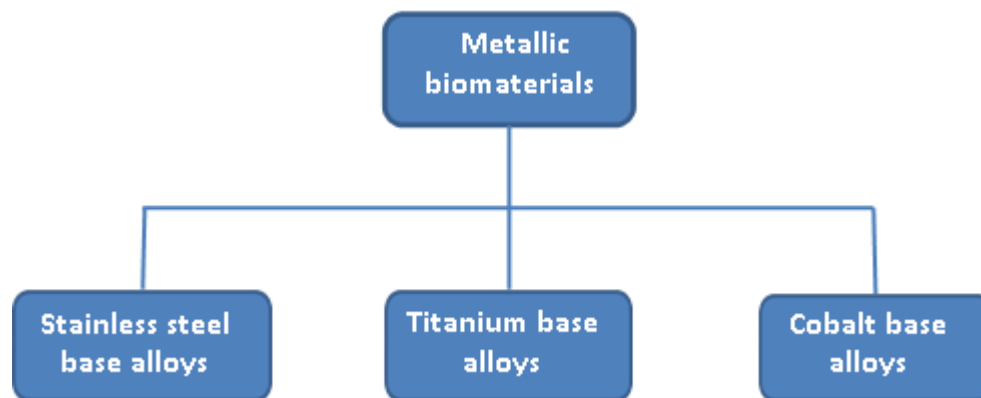 Metallic
biomaterials
Stainless steel
base alloys
Titanium base
alloys
Cobalt base
alloys